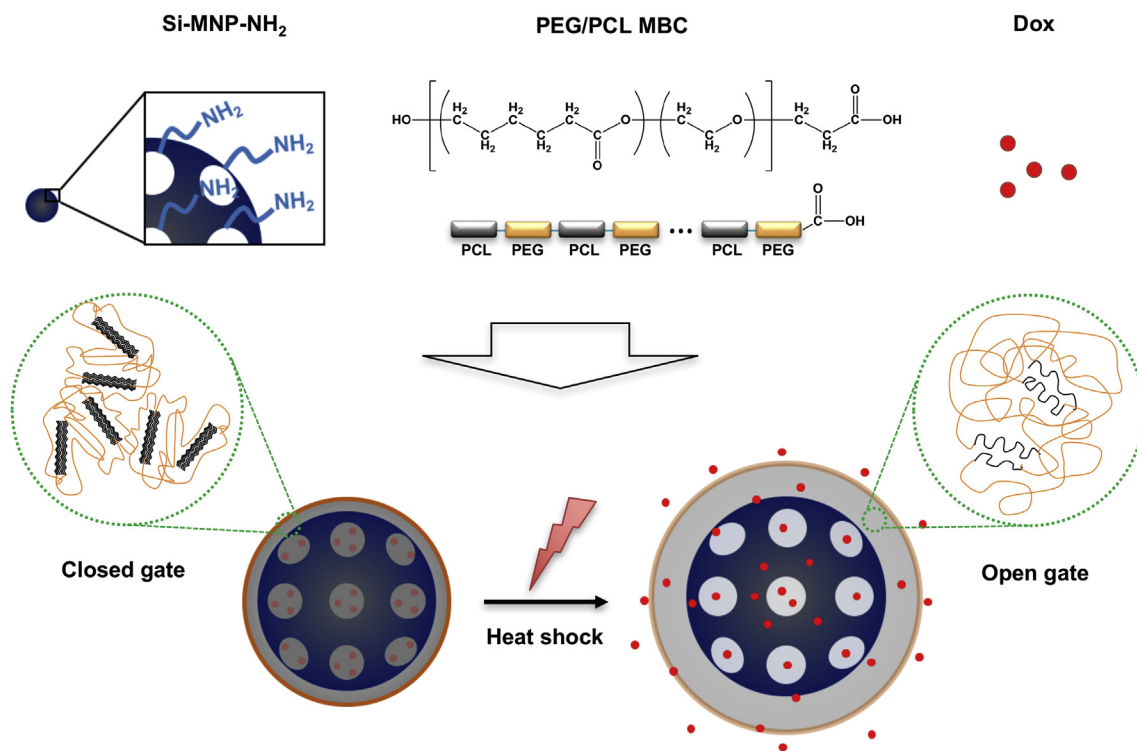 Si-MNP-NH2
PEG/PCL MBC
Dox
NH2
NH2
NH2
NH2
HO
H2
C
H2
C
H2
C
C
H2
C
H2
C
O
O
H2
C
C
H2
O
H2
C
C
H2
C
O
OH
PCL
PEG
PCL
PEG
•••
PCL
PEG
C
O
OH
Closed gate
Heat shock
Open gate